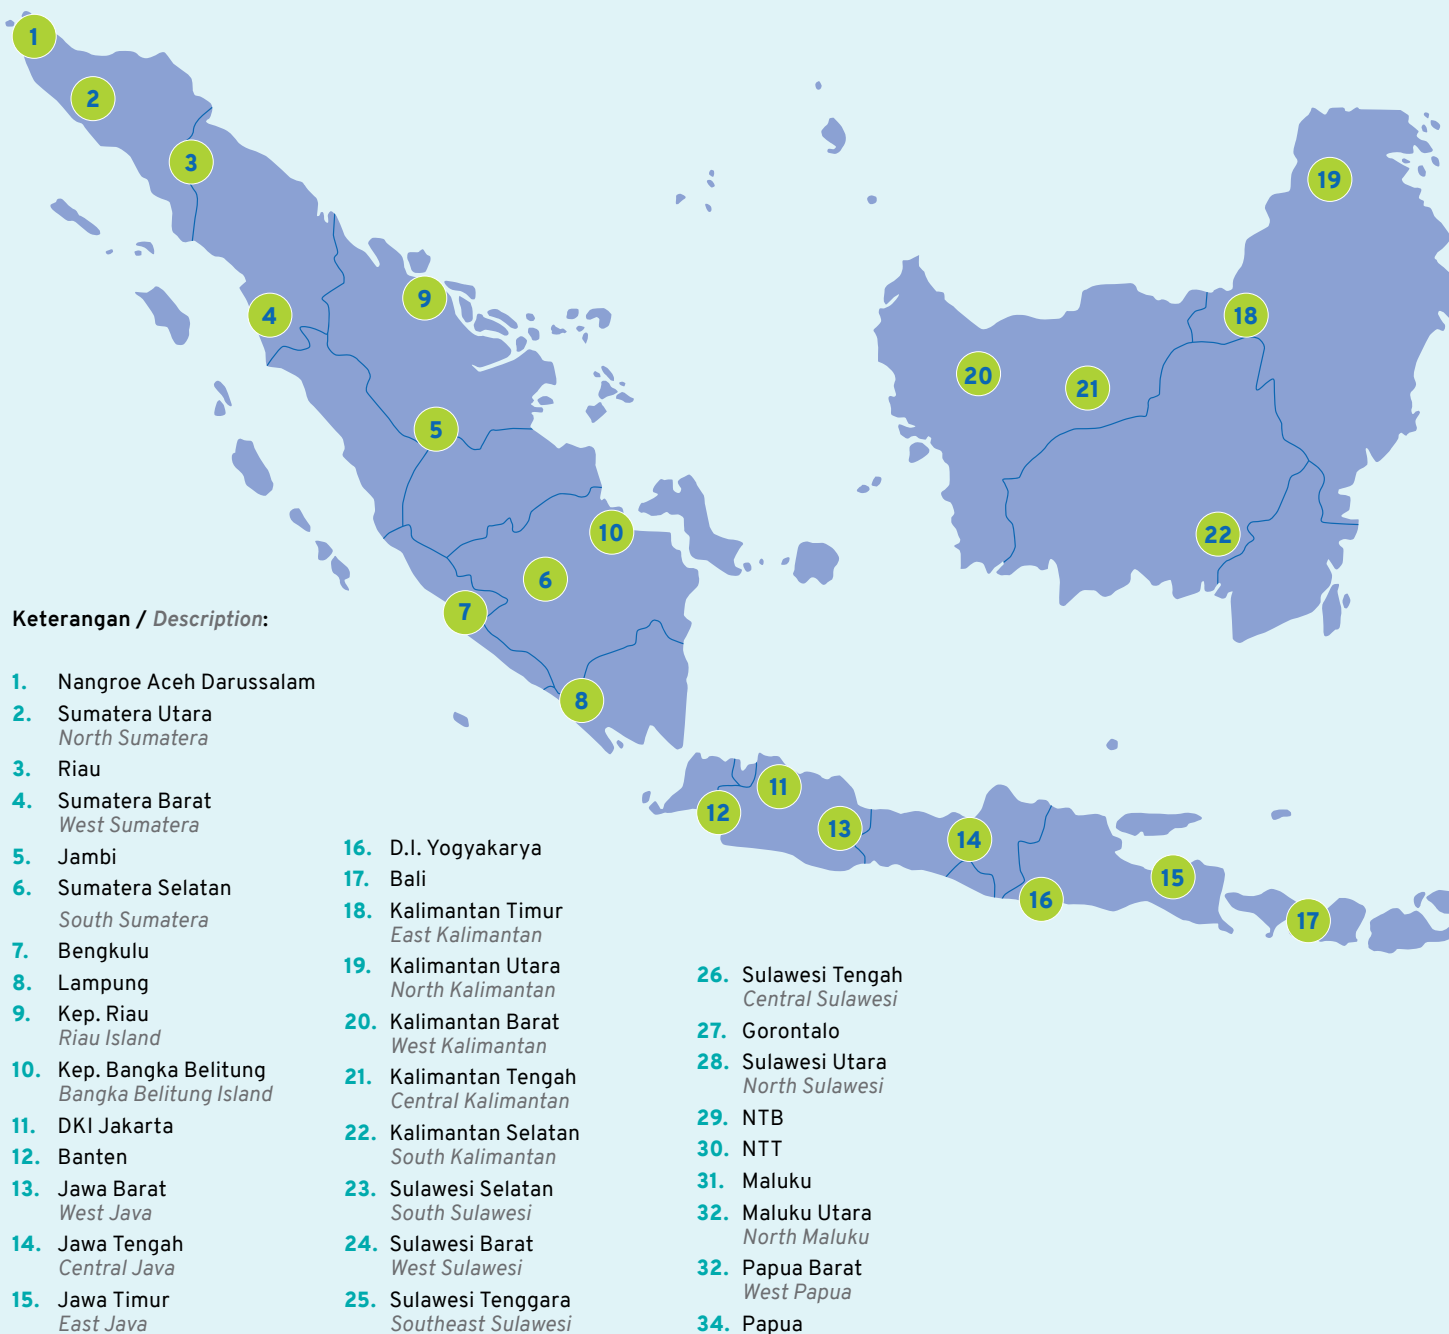 1
2
3
19
9
4
18
20
21
5
10
22
6
7
8
11
12
13
14
15
16
17
Keterangan / Description:
1. Nangroe Aceh Darussalam
2. Sumatera Utara
North Sumatera
3. Riau
4. Sumatera Barat
West Sumatera
5. Jambi
6. Sumatera Selatan
South Sumatera
7. Bengkulu
8. Lampung
9. Kep. Riau
Riau Island
10. Kep. Bangka Belitung
Bangka Belitung Island
11. DKI Jakarta
12. Banten
13. Jawa Barat
West Java
14. Jawa Tengah
Central Java
15. Jawa Timur
East Java
16. D.I. Yogyakarya
17. Bali
18. Kalimantan Timur
East Kalimantan
19. Kalimantan Utara
North Kalimantan
20. Kalimantan Barat
West Kalimantan
21. Kalimantan Tengah
Central Kalimantan
22. Kalimantan Selatan
South Kalimantan
23. Sulawesi Selatan
South Sulawesi
24. Sulawesi Barat
West Sulawesi
25. Sulawesi Tenggara
Southeast Sulawesi
26. Sulawesi Tengah
Central Sulawesi
27. Gorontalo
28. Sulawesi Utara
North Sulawesi
29. NTB
30. NTT
31. Maluku
32. Maluku Utara
North Maluku
32. Papua Barat
West Papua
34. Papua